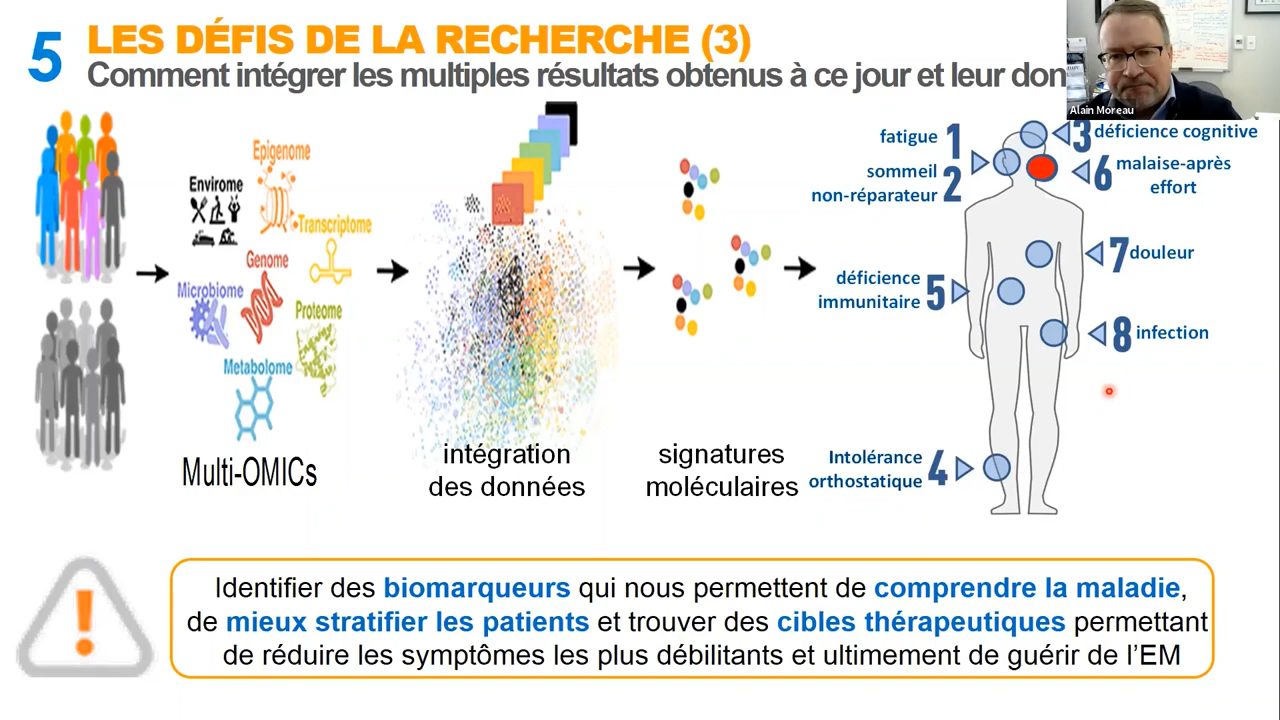 5
LES DÉFIS DE LA RECHERCHE (3)
Comment intégrer les multiples résultats obtenus à ce jour et leur don
Alain Moreau
Epigenome
Envirome
Transcriptome
Genome
Microbiome
Proteome
Metabolome
Multi-OMICs
intégration
des données
signatures
moléculaires
fatigue 1
sommeil
non-réparateur 2
3 déficience cognitive
6 malaise-après
effort
7 douleur
déficience
immunitaire 5
8 infection
Intolérance
orthostatique 4
Identifier des biomarqueurs qui nous permettent de comprendre la maladie,
de mieux stratifier les patients et trouver des cibles thérapeutiques permettant
de réduire les symptômes les plus débilitants et ultimement de guérir de l'EM